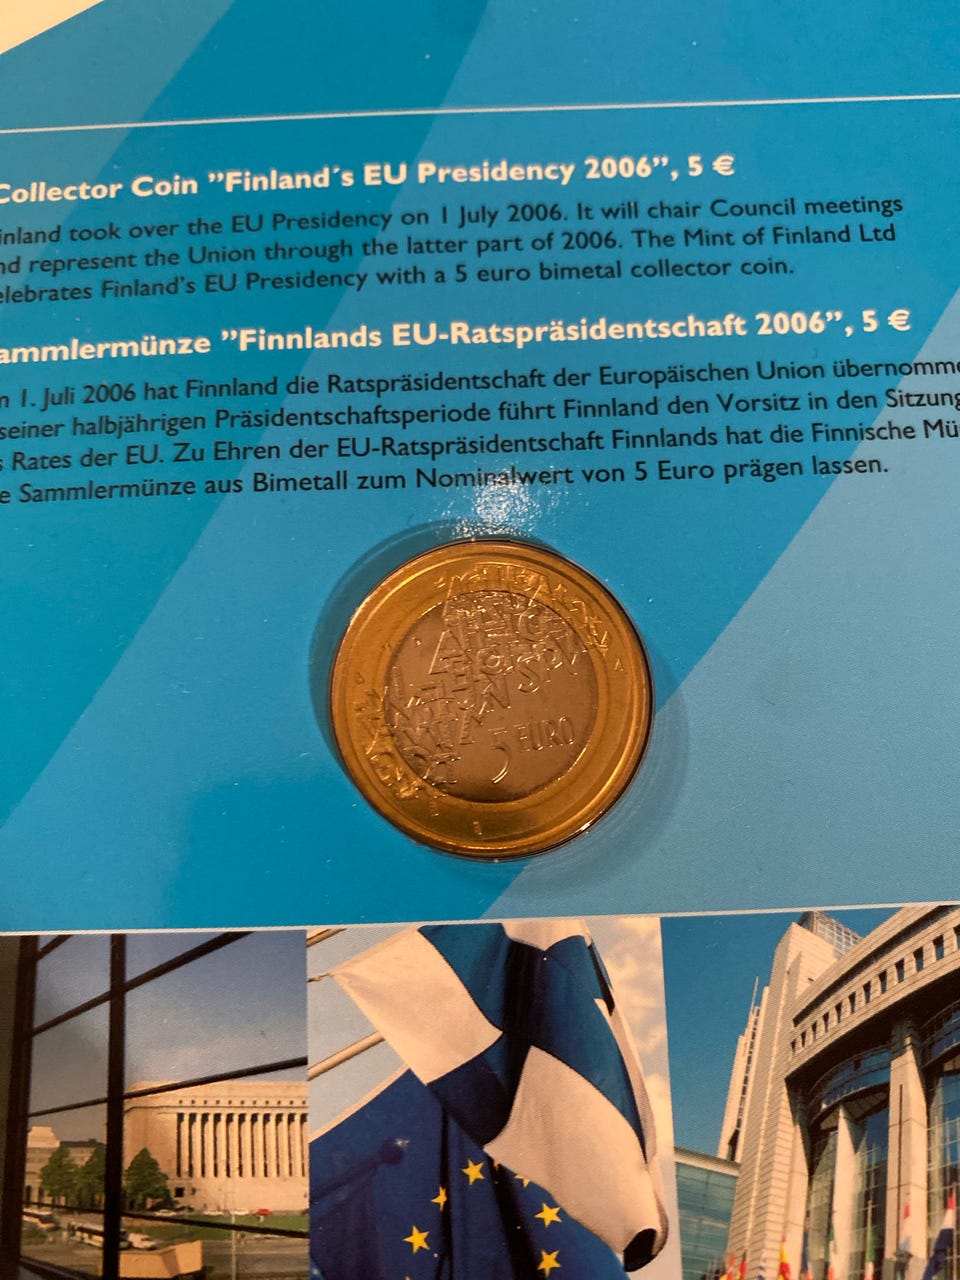 Collector Coin ”Finland´s EU Presidency 2006”, 5 €
inland took over the EU Presidency on 1 July 2006. It will chair Council meetings
nd represent the Union through the latter part of 2006. The Mint of Finland Ltd
elebrates Finland's EU Presidency with a 5 euro bimetal collector coin.
ammlermünze ”Finnlands EU-Ratspräsidentschaft 2006”, 5 €
n 1. Juli 2006 hat Finnland die Ratspräsidentschaft der Europäischen Union übernomme
seiner halbjährigen Präsidentschaftsperiode führt Finnland den Vorsitz in den Sitzung
s Rates der EU. Zu Ehren der EU-Ratspräsidentschaft Finnlands hat die Finnische Mü
e Sammlermünze aus Bimetall zum Nominalwert von 5 Euro prägen lassen.
5 EURO